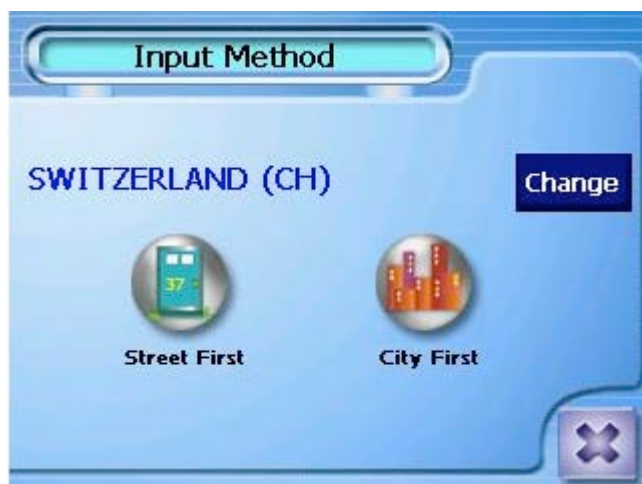 Input Method
SWITZERLAND (CH)
Change
37
Street First
City First